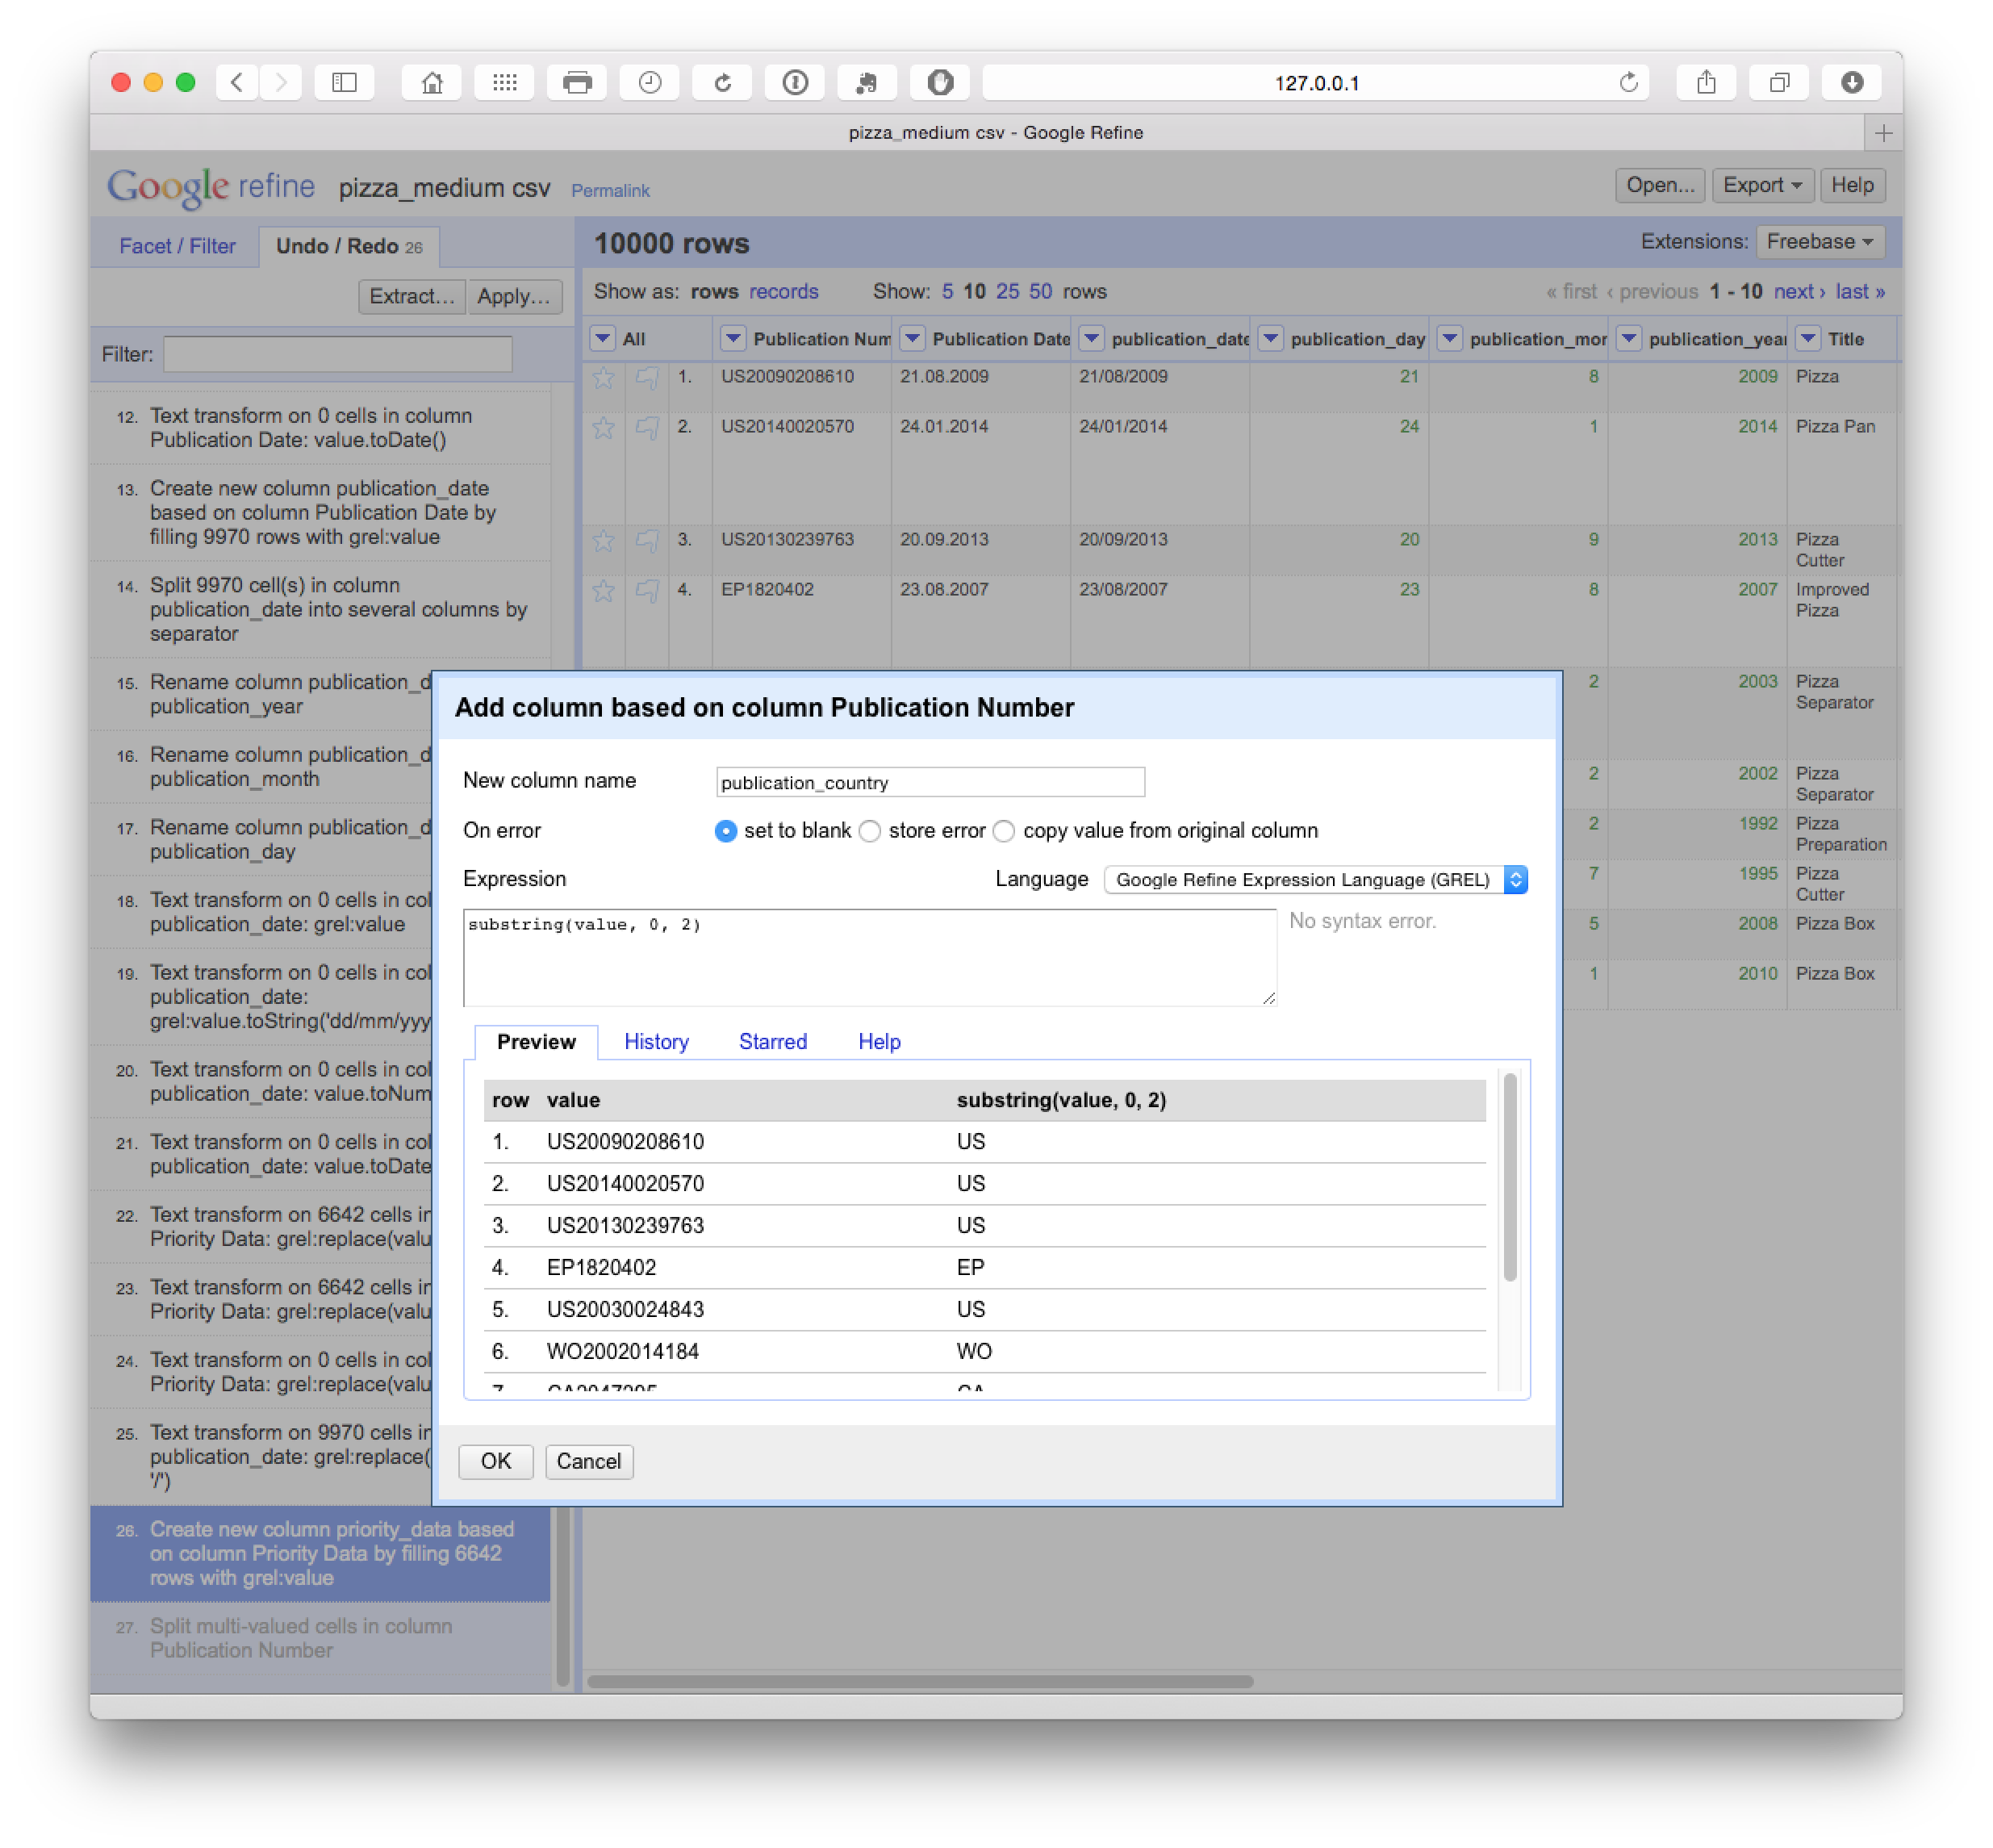 127.0.0.1
pizza_medium csv - Google Refine
Google refine pizza_medium csv Permalink
Open... Export Help
Facet / Filter Undo / Redo 26
10000 rows
Extensions: Freebase
Extract... Apply...
Show as: rows records Show: 5 10 25 50 rows
« first ‹ previous 1 - 10 next › last »
Filter:
All Publication Num Publication Date publication_date publication_day publication_mor publication_yea Title
1. US20090208610 21.08.2009 21/08/2009 21 8 2009 Pizza
2. US20140020570 24.01.2014 24/01/2014 24 1 2014 Pizza Pan
3. US20130239763 20.09.2013 20/09/2013 20 9 2013 Pizza
Cutter
4. EP1820402 23.08.2007 23/08/2007 23 8 2007 Improved
Pizza
2 2003 Pizza
Separator
2 2002 Pizza
Separator
2 1992 Pizza
Preparation
7 1995 Pizza
Cutter
5 2008 Pizza Box
1 2010 Pizza Box
12. Text transform on 0 cells in column
Publication Date: value.toDate()
13. Create new column publication_date
based on column Publication Date by
filling 9970 rows with grel:value
14. Split 9970 cell(s) in column
publication_date into several columns by
separator
15. Rename column publication_d
publication_year
16. Rename column publication_d
publication_month
17. Rename column publication_d
publication_day
18. Text transform on 0 cells in col
publication_date: grel:value
19. Text transform on 0 cells in col
publication_date:
grel:value.toString('dd/mm/yyy
20. Text transform on 0 cells in col
publication_date: value.toNum
21. Text transform on 0 cells in col
publication_date: value.toDate
22. Text transform on 6642 cells in
Priority Data: grel:replace(valu
23. Text transform on 6642 cells in
Priority Data: grel:replace(valu
24. Text transform on 0 cells in col
Priority Data: grel:replace(valu
25. Text transform on 9970 cells in
publication_date: grel:replace(
'/')
26. Create new column priority_data based
on column Priority Data by filling 6642
rows with grel:value
27. Split multi-valued cells in column
Publication Number
Add column based on column Publication Number
New column name publication_country
On error set to blank store error copy value from original column
Expression Language Google Refine Expression Language (GREL)
substring(value, 0, 2)
No syntax error.
Preview History Starred Help
row value substring(value, 0, 2)
1. US20090208610 US
2. US20140020570 US
3. US20130239763 US
4. EP1820402 EP
5. US20030024843 US
6. WO2002014184 WO
OK Cancel